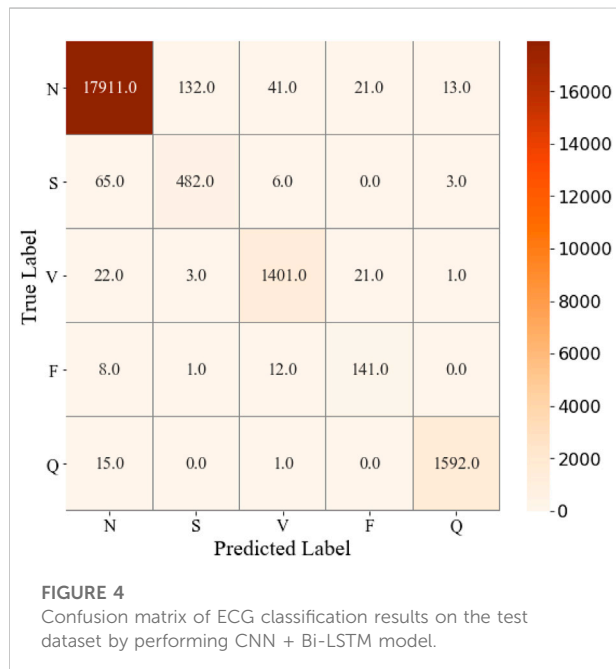 N 17911.0 132.0 41.0 21.0 13.0
S 65.0 482.0 6.0 0.0 3.0
V 22.0 3.0 1401.0 21.0 1.0
F 8.0 1.0 12.0 141.0 0.0
Q 15.0 0.0 1.0 0.0 1592.0
N S V F Q
True Label
Predicted Label
16000
14000
12000
10000
8000
6000
4000
2000
0
FIGURE 4
Confusion matrix of ECG classification results on the test
dataset by performing CNN + Bi-LSTM model.